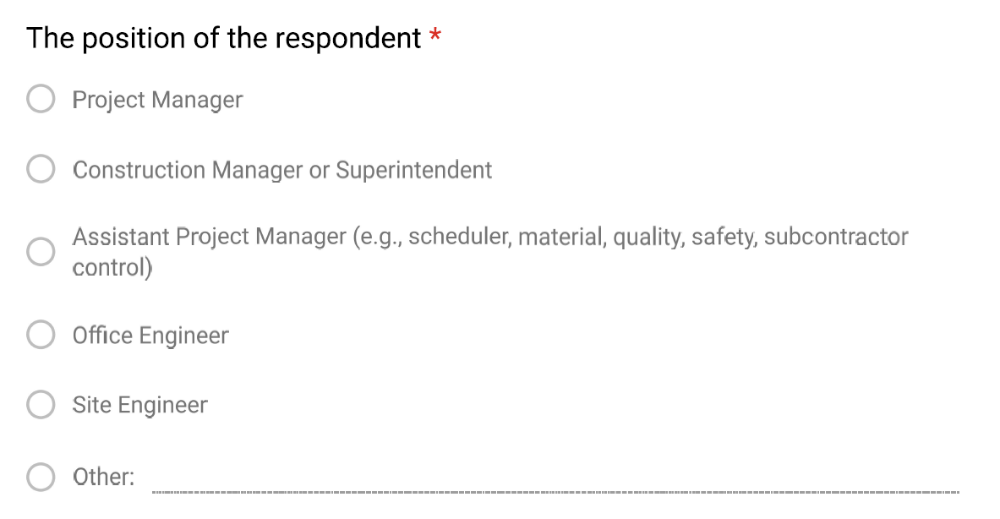 The position of the respondent *
Project Manager
Construction Manager or Superintendent
Assistant Project Manager (e.g., scheduler, material, quality, safety, subcontractor
control)
Office Engineer
Site Engineer
Other: